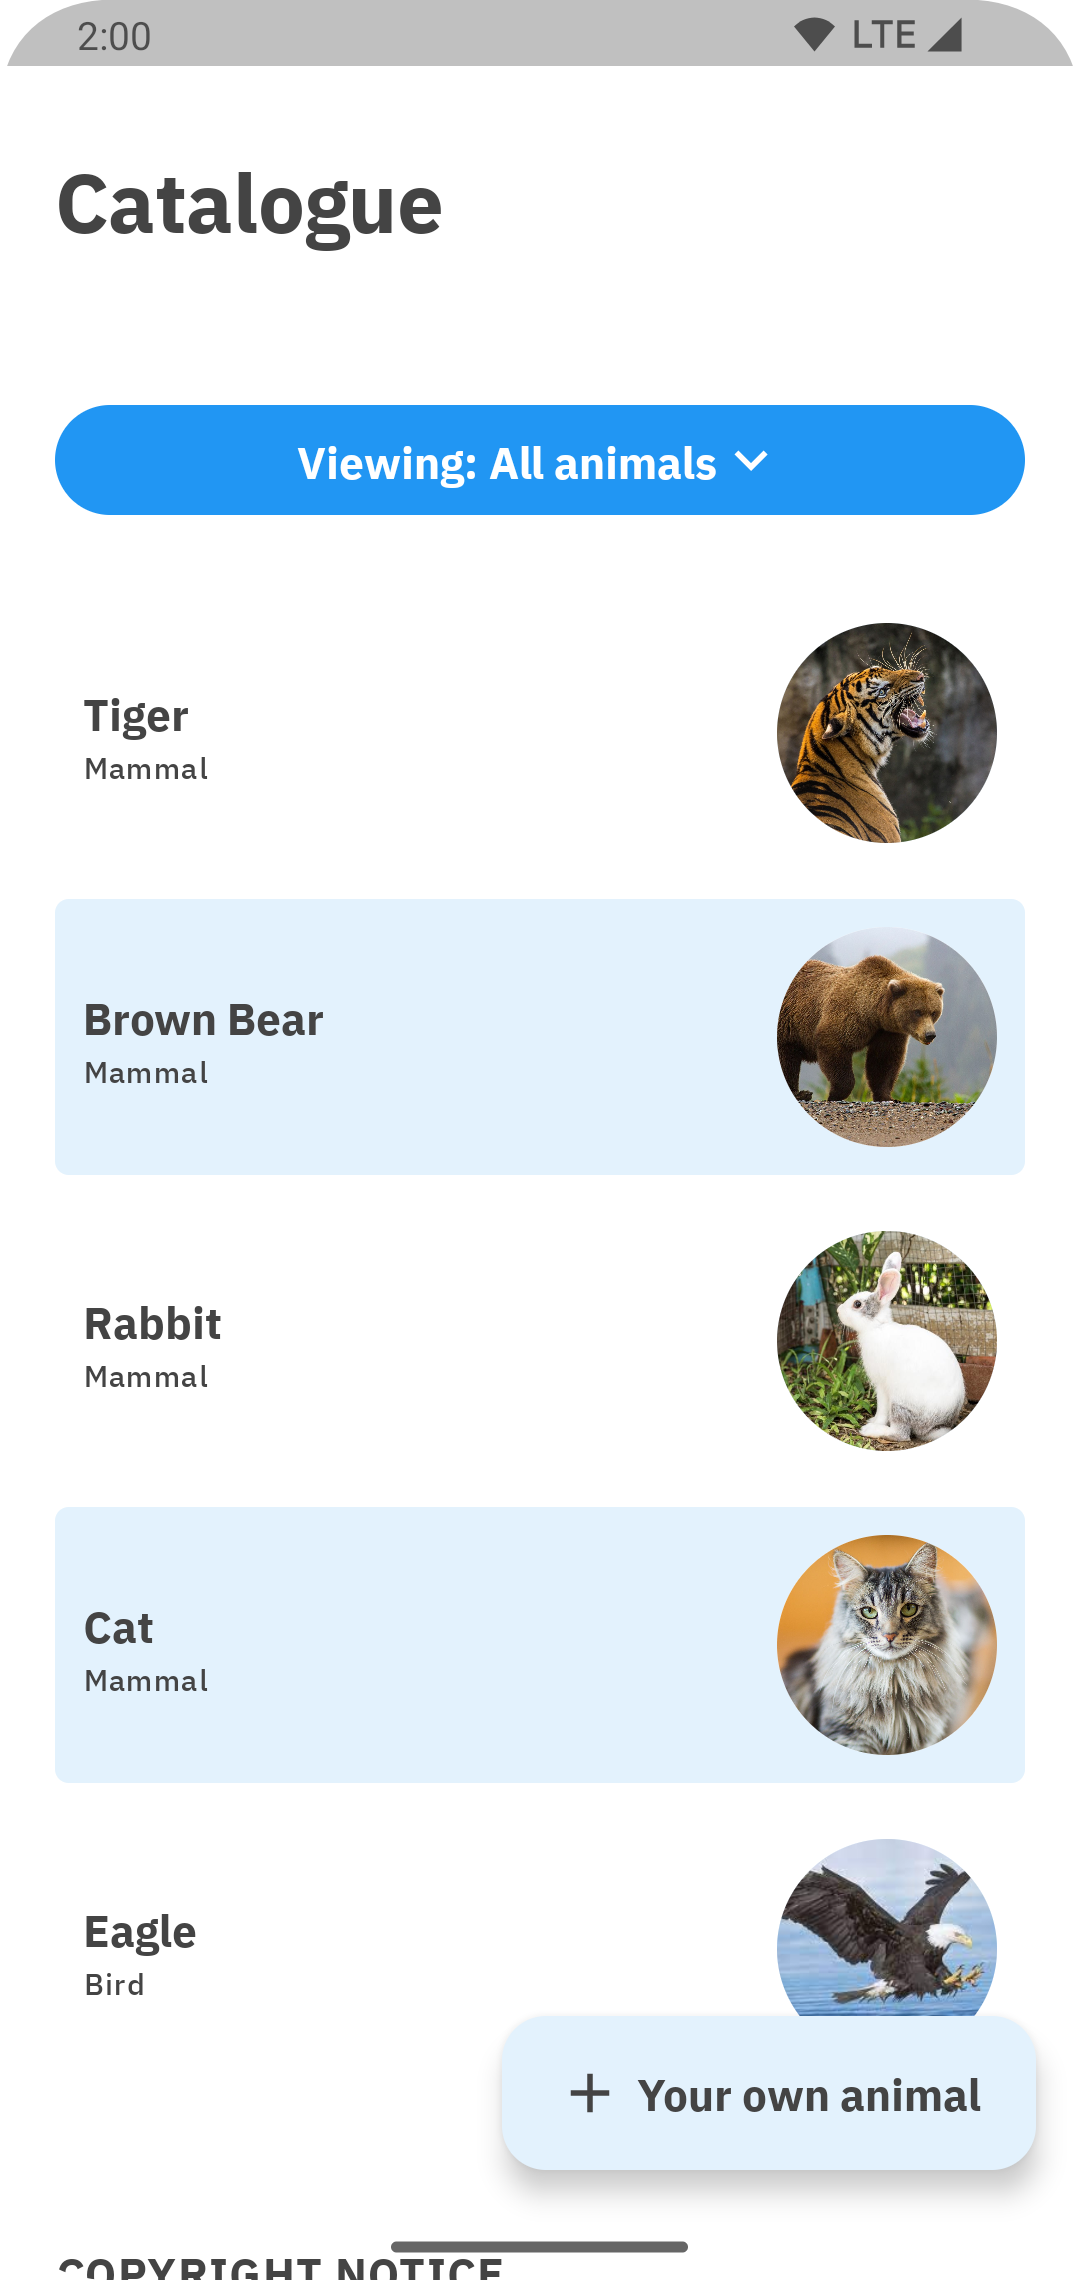 2:00 LTE
Catalogue
Viewing: All animals
Tiger
Mammal
Brown Bear
Mammal
Rabbit
Mammal
Cat
Mammal
Eagle
Bird
Your own animal
COPYRIGHT NOTICE